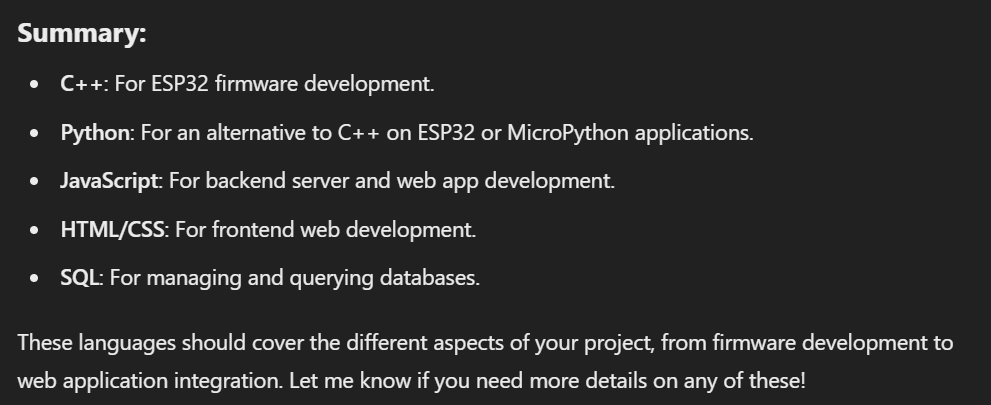 Summary:
• C++: For ESP32 firmware development.
• Python: For an alternative to C++ on ESP32 or MicroPython applications.
• JavaScript: For backend server and web app development.
• HTML/CSS: For frontend web development.
• SQL: For managing and querying databases.
These languages should cover the different aspects of your project, from firmware development to
web application integration. Let me know if you need more details on any of these!